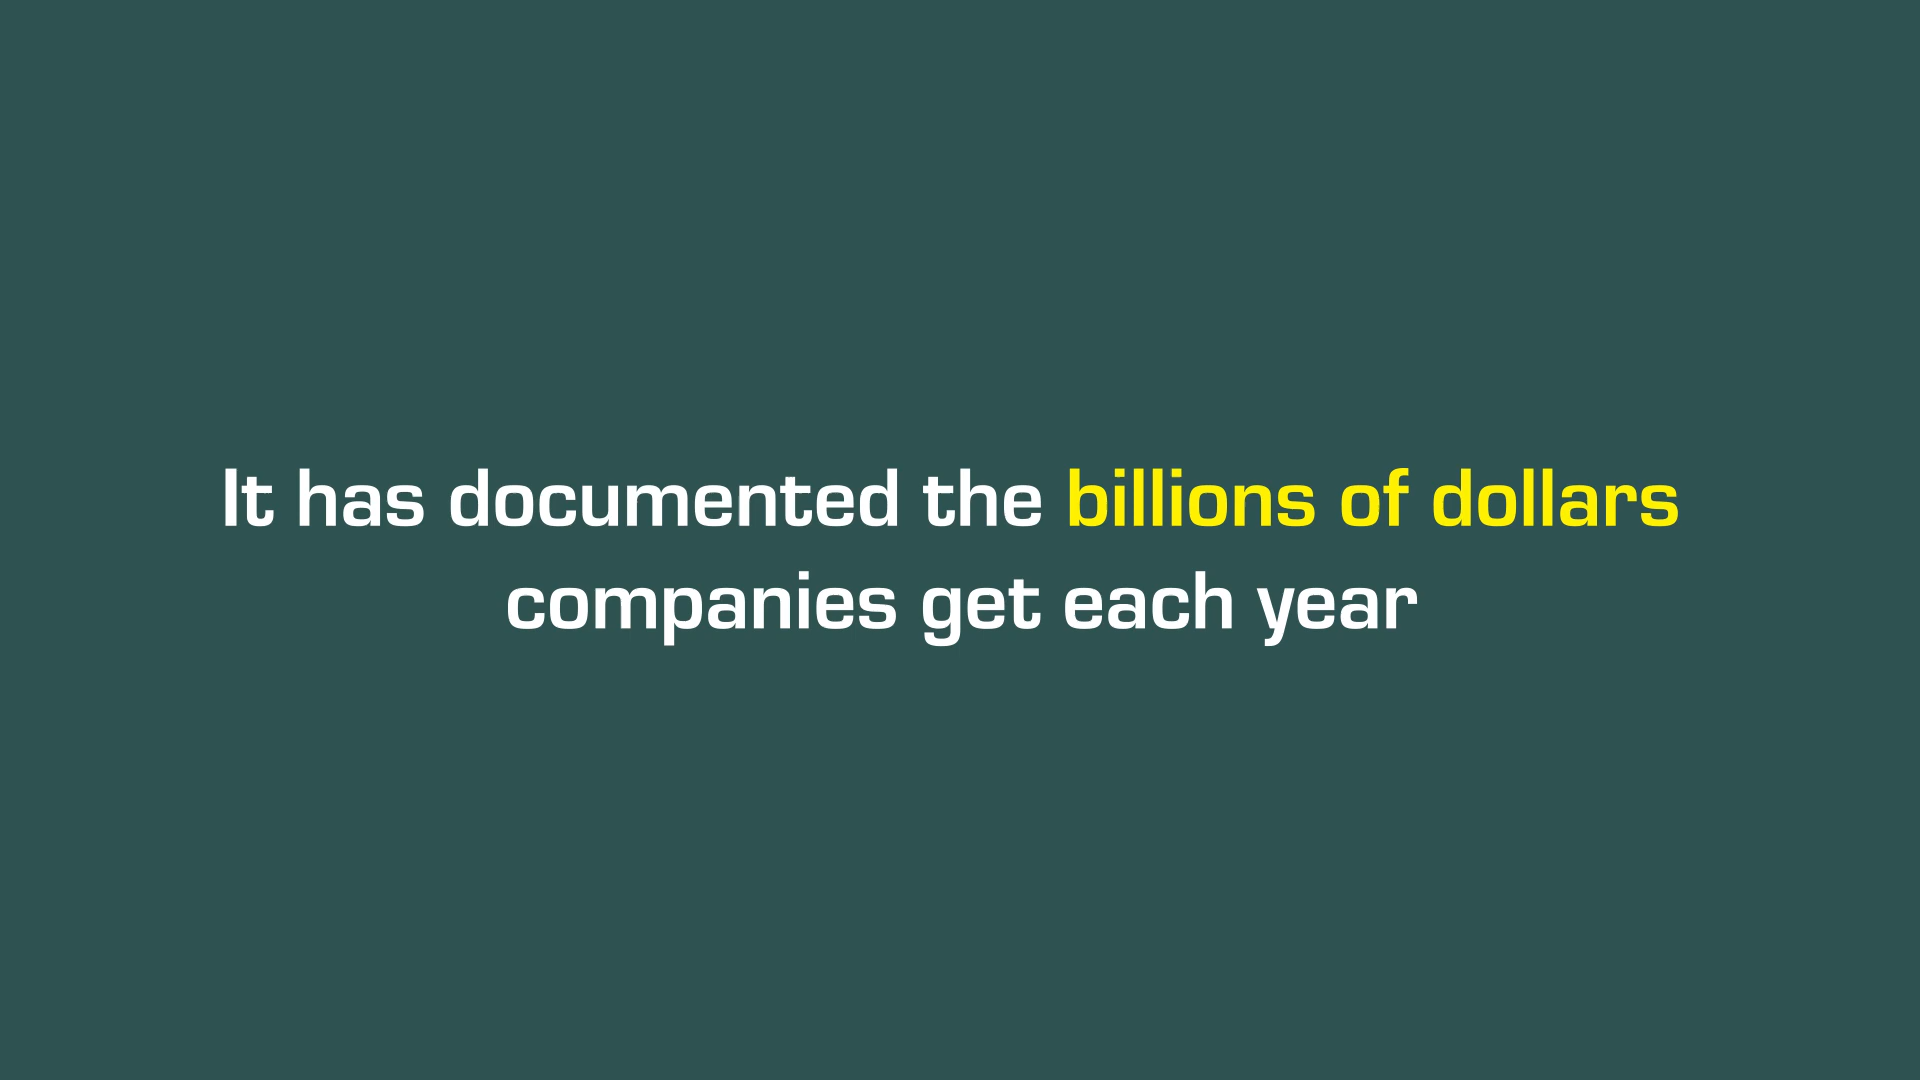 It has documented the billions of dollars
companies get each year